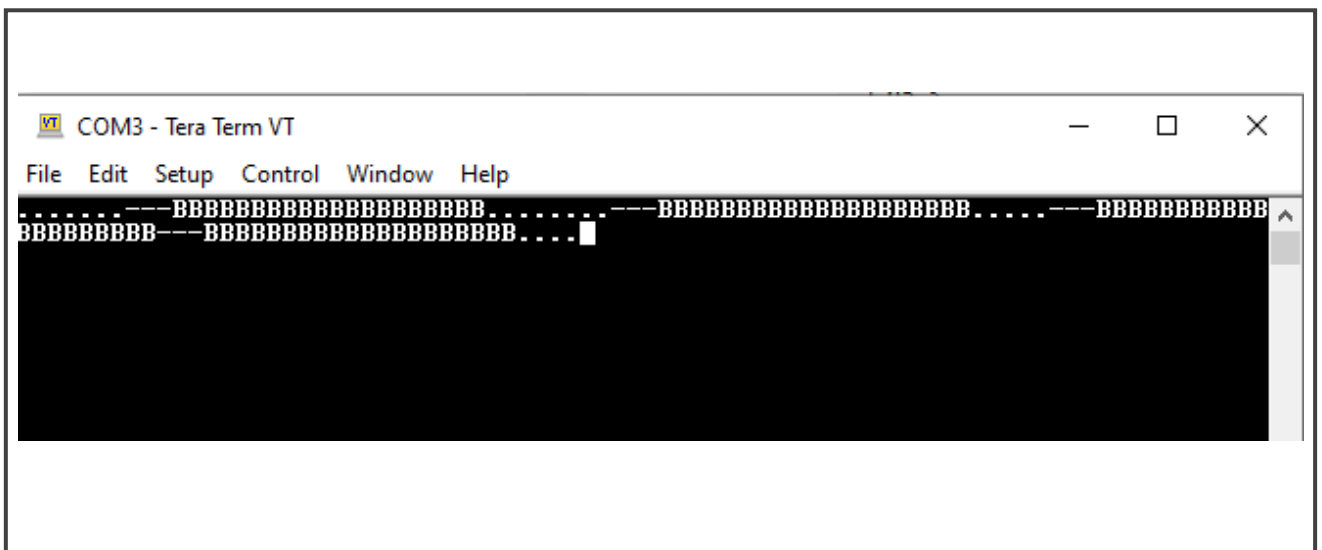 COM3 - Tera Term VT
File Edit Setup Control Window Help
.......---BBBBBBBBBBBBBBBBBBBB........---BBBBBBBBBBBBBBBBBBBB.....---BBBBBBBBBBB
BBBBBBBBB---BBBBBBBBBBBBBBBBBBBB....